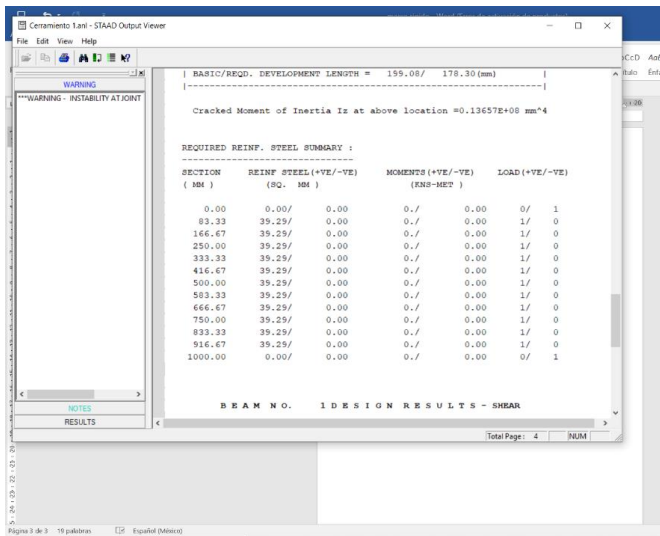 Cerramiento 1.anl - STAAD Output Viewer
File Edit View Help
WARNING
***WARNING - INSTABILITY AT JOINT
NOTES
RESULTS
| BASIC/REQD. DEVELOPMENT LENGTH = 199.08/ 178.30(mm) |
|----------------------------------------------------------------------|
Cracked Moment of Inertia Iz at above location =0.13657E+08 mm^4
REQUIRED REINF. STEEL SUMMARY :
-------------------------------
SECTION REINF STEEL(+VE/-VE) MOMENTS(+VE/-VE) LOAD(+VE/-VE)
( MM ) (SQ. MM ) (KNS-MET )
0.00 0.00/ 0.00 0./ 0.00 0/ 1
83.33 39.29/ 0.00 0./ 0.00 1/ 0
166.67 39.29/ 0.00 0./ 0.00 1/ 0
250.00 39.29/ 0.00 0./ 0.00 1/ 0
333.33 39.29/ 0.00 0./ 0.00 1/ 0
416.67 39.29/ 0.00 0./ 0.00 1/ 0
500.00 39.29/ 0.00 0./ 0.00 1/ 0
583.33 39.29/ 0.00 0./ 0.00 1/ 0
666.67 39.29/ 0.00 0./ 0.00 1/ 0
750.00 39.29/ 0.00 0./ 0.00 1/ 0
833.33 39.29/ 0.00 0./ 0.00 1/ 0
916.67 39.29/ 0.00 0./ 0.00 1/ 0
1000.00 0.00/ 0.00 0./ 0.00 0/ 1
B E A M N O. 1 D E S I G N R E S U L T S - SHEAR
Total Page : 4 NUM
Página 3 de 3 19 palabras Español (México)